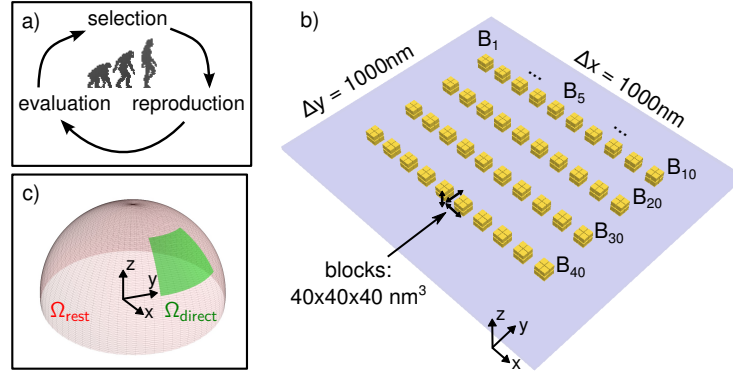 a)
selection
evaluation
reproduction
b)
Δy = 1000nm
Δx = 1000nm
B₁
...
B₅
...
B₁₀
B₂₀
B₃₀
B₄₀
blocks:
40x40x40 nm³
z
y
x
c)
z
y
x
Ωrest
Ωdirect